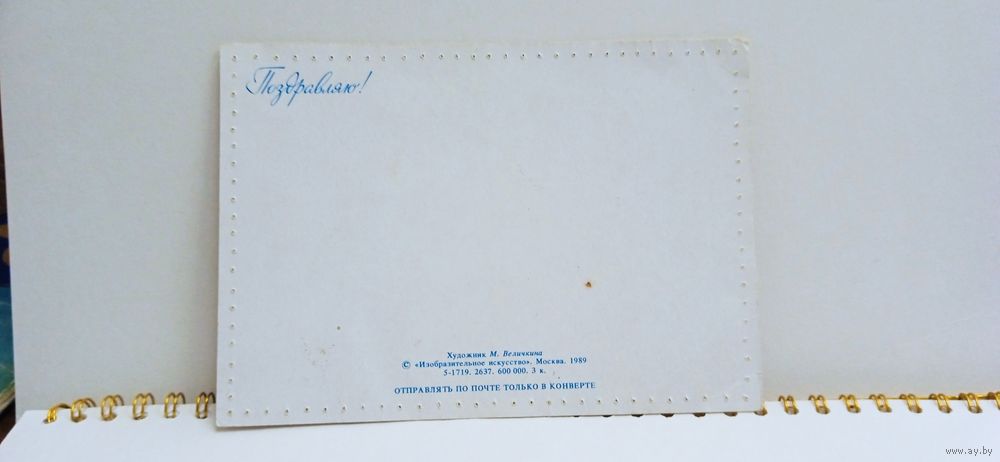 Поздравляю!
Художник М. Величкина
© «Изобразительное искусство». Москва. 1989
5-1719. 2637. 600 000. 3 к.
ОТПРАВЛЯТЬ ПО ПОЧТЕ ТОЛЬКО В КОНВЕРТЕ
www.ay.by